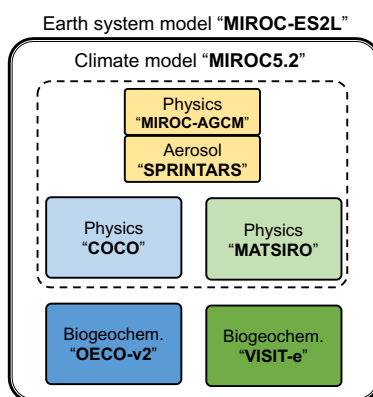 Earth system model “MIROC-ES2L”
Climate model “MIROC5.2”
Physics
“MIROC-AGCM”
Aerosol
“SPRINTARS”
Physics
“COCO”
Physics
“MATSIRO”
Biogeochem.
“OECO-v2”
Biogeochem.
“VISIT-e”